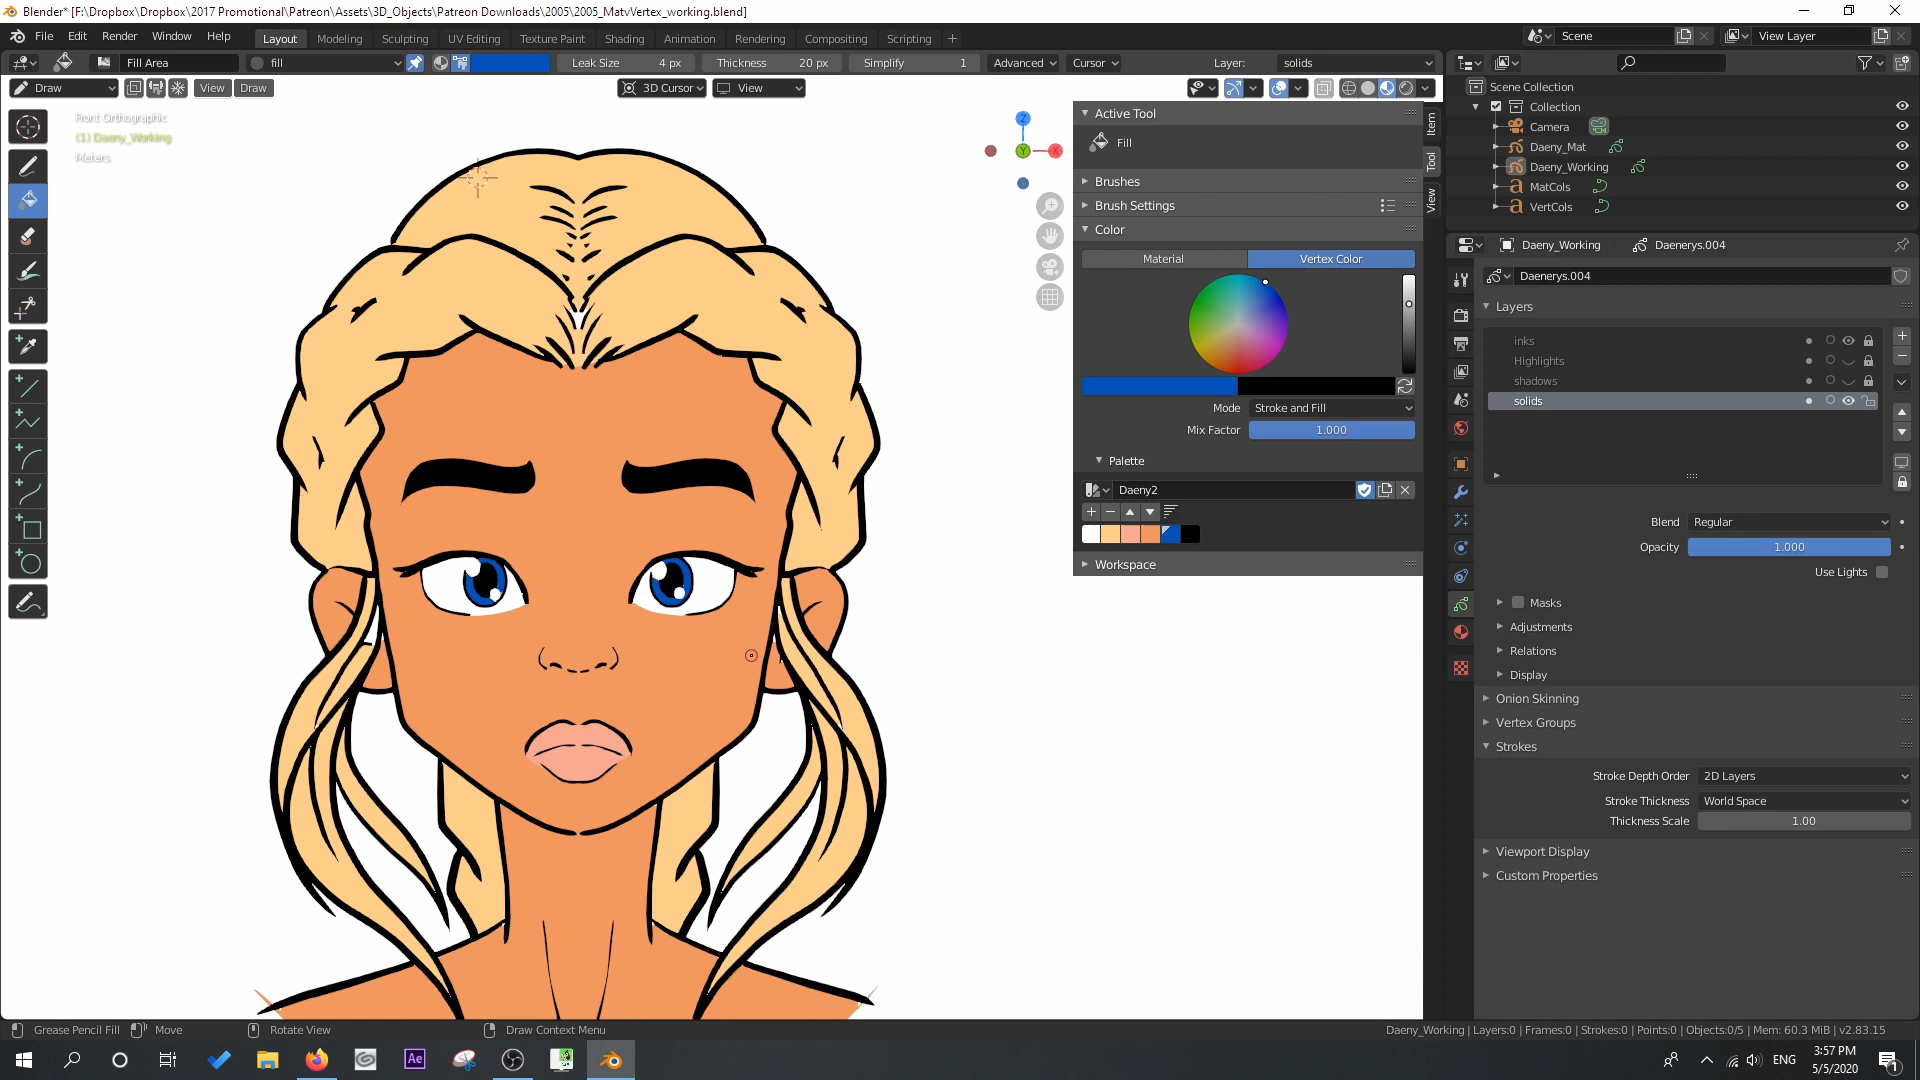 Blender* [F:\Dropbox\Dropbox\2017 Promotional\Patreon\Assets\3D_Objects\Patreon Downloads\2005\2005_MatvVertex_working.blend]
File Edit Render Window Help Layout Modeling Sculpting UV Editing Texture Paint Shading Animation Rendering Compositing Scripting Scene View Layer
Fill Area fill Leak Size 4 px Thickness 20 px Simplify 1 Advanced Cursor Layer: solids
Draw View Draw 3D Cursor View
Front Orthographic
(1) Daeny_Working
Meters
Z
Y
X
Active Tool
Fill
Brushes
Brush Settings
Color
Material Vertex Color
Mode Stroke and Fill
Mix Factor 1.000
Palette
Daeny2
Workspace
Item
Tool
View
Scene Collection
Collection
Camera
Daeny_Mat
Daeny_Working
MatCols
VertCols
Daeny_Working Daenerys.004
Daenerys.004
Layers
inks
Highlights
shadows
solids
Blend Regular
Opacity 1.000
Use Lights
Masks
Adjustments
Relations
Display
Onion Skinning
Vertex Groups
Strokes
Stroke Depth Order 2D Layers
Stroke Thickness World Space
Thickness Scale 1.00
Viewport Display
Custom Properties
Grease Pencil Fill Move Rotate View Draw Context Menu Daeny_Working | Layers:0 | Frames:0 | Strokes:0 | Points:0 | Objects:0/5 | Mem: 60.3 MiB | v2.83.15
Ae
ENG
3:57 PM
5/5/2020
1